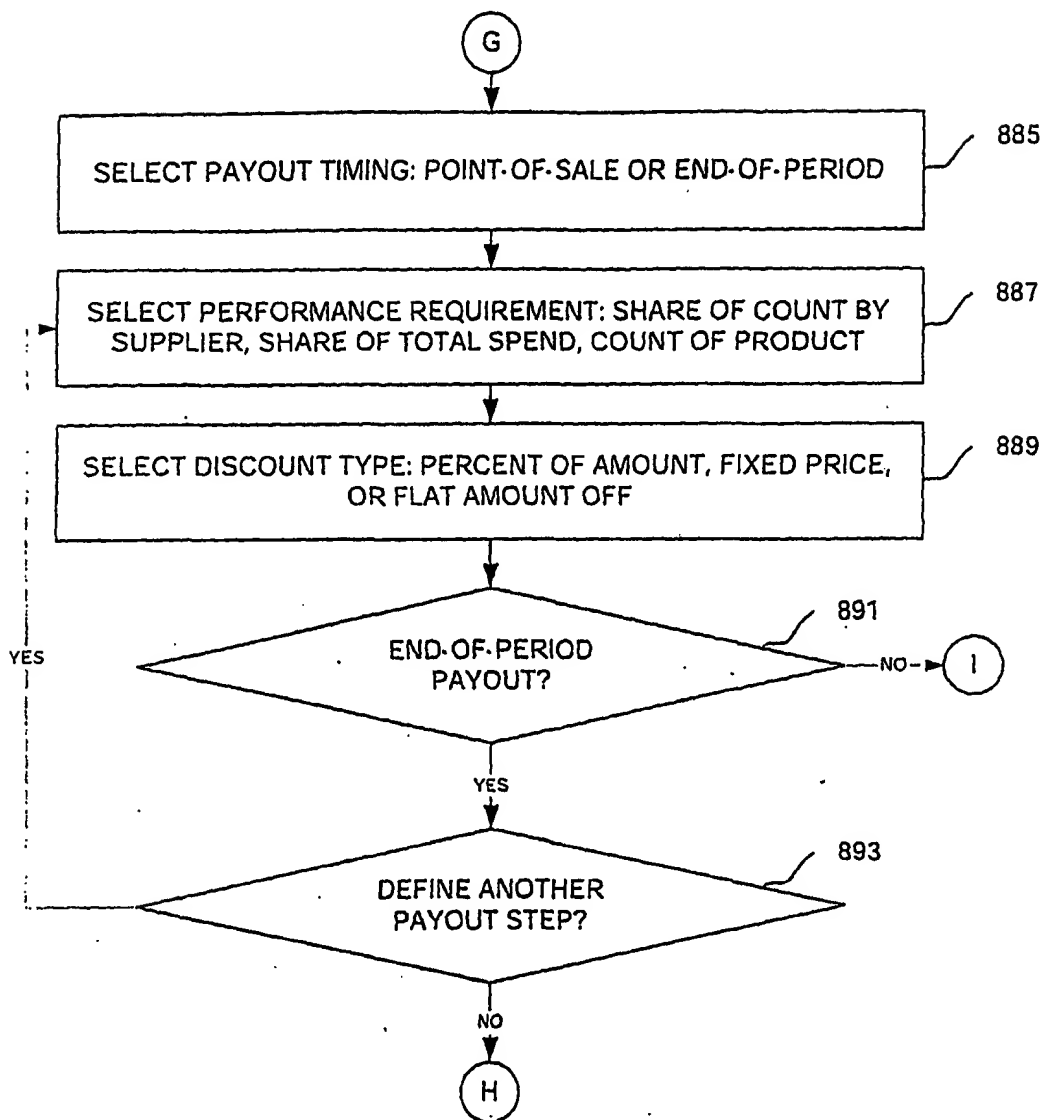 G
SELECT PAYOUT TIMING: POINT-OF-SALE OR END-OF-PERIOD
885
SELECT PERFORMANCE REQUIREMENT: SHARE OF COUNT BY
SUPPLIER, SHARE OF TOTAL SPEND, COUNT OF PRODUCT
887
SELECT DISCOUNT TYPE: PERCENT OF AMOUNT, FIXED PRICE,
OR FLAT AMOUNT OFF
889
END-OF-PERIOD
PAYOUT?
891
NO
I
YES
YES
DEFINE ANOTHER
PAYOUT STEP?
893
NO
H